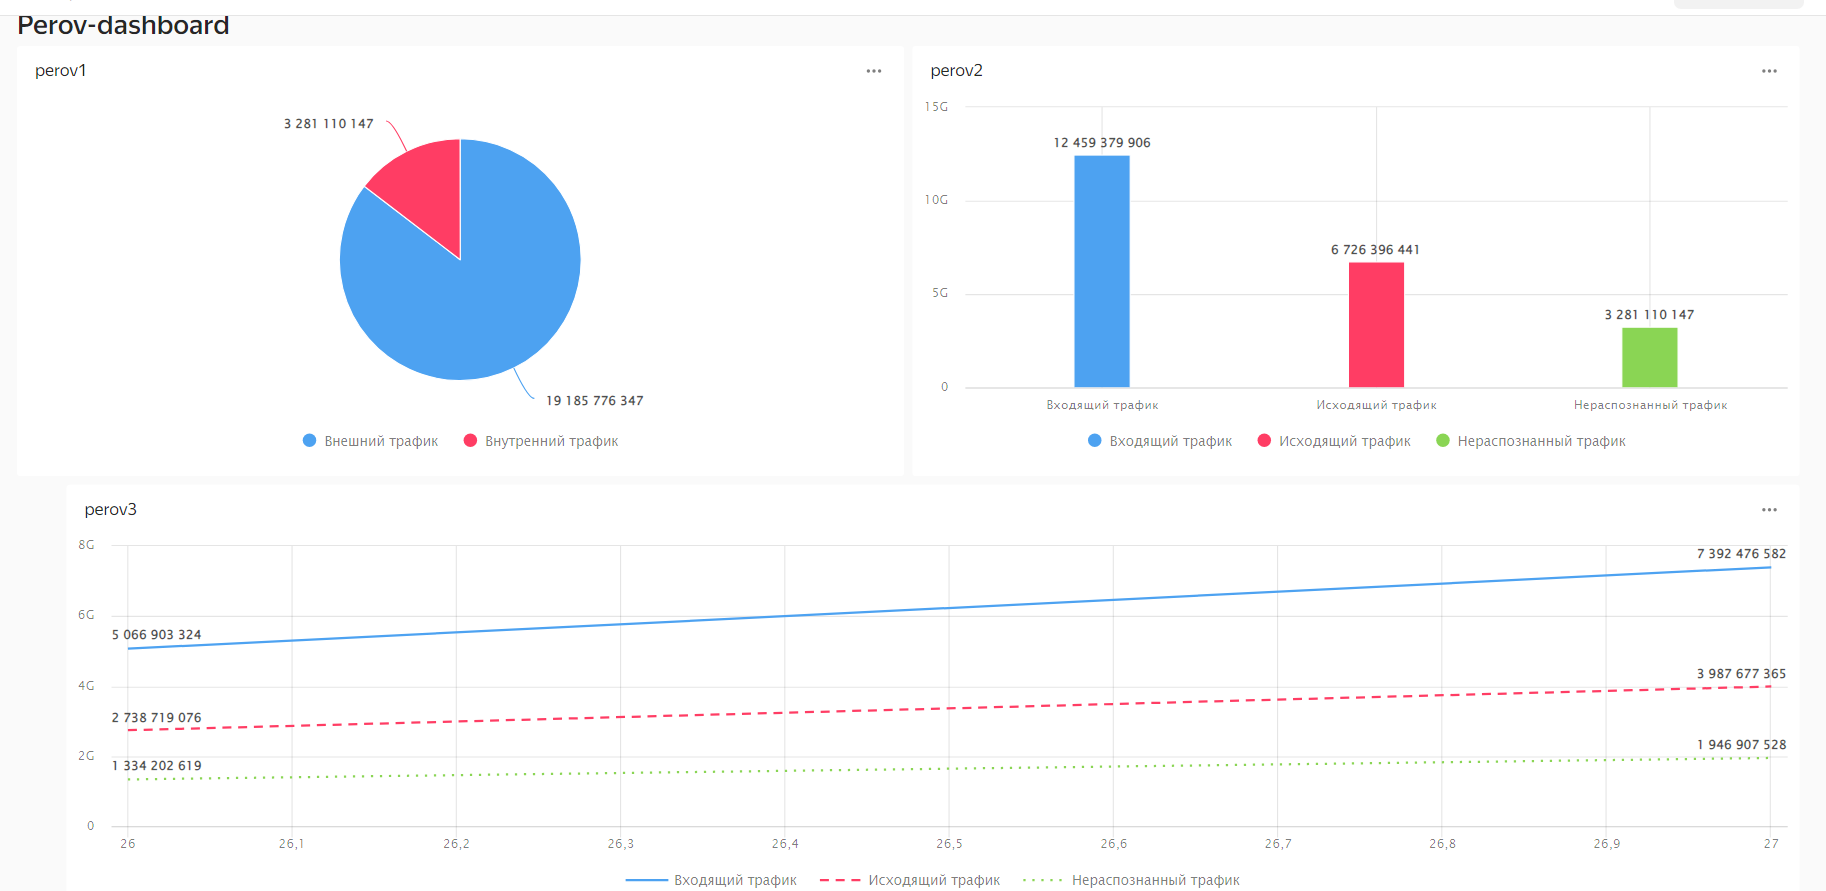 Perov-dashboard
perov1
3 281 110 147
19 185 776 347
Внешний трафик
Внутренний трафик
perov2
15G
10G
5G
0
12 459 379 906
6 726 396 441
3 281 110 147
Входящий трафик
Исходящий трафик
Нераспознанный трафик
Входящий трафик
Исходящий трафик
Нераспознанный трафик
perov3
8G
6G
4G
2G
0
7 392 476 582
5 066 903 324
3 987 677 365
2 738 719 076
1 946 907 528
1 334 202 619
26
26,1
26,2
26,3
26,4
26,5
26,6
26,7
26,8
26,9
27
Входящий трафик
Исходящий трафик
Нераспознанный трафик